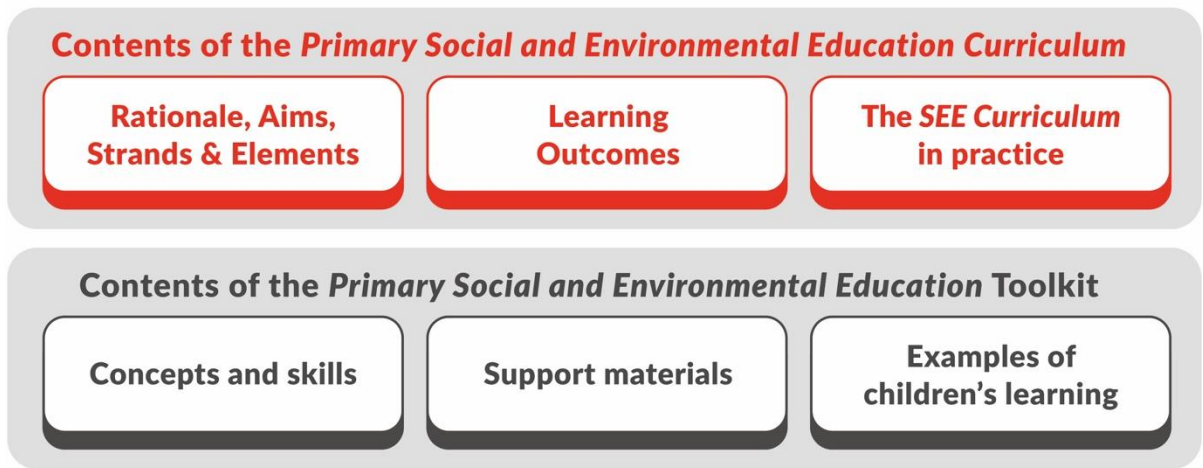 Contents of the Primary Social and Environmental Education Curriculum
Rationale, Aims,
Strands & Elements
Learning
Outcomes
The SEE Curriculum
in practice
Contents of the Primary Social and Environmental Education Toolkit
Concepts and skills
Support materials
Examples of
children’s learning